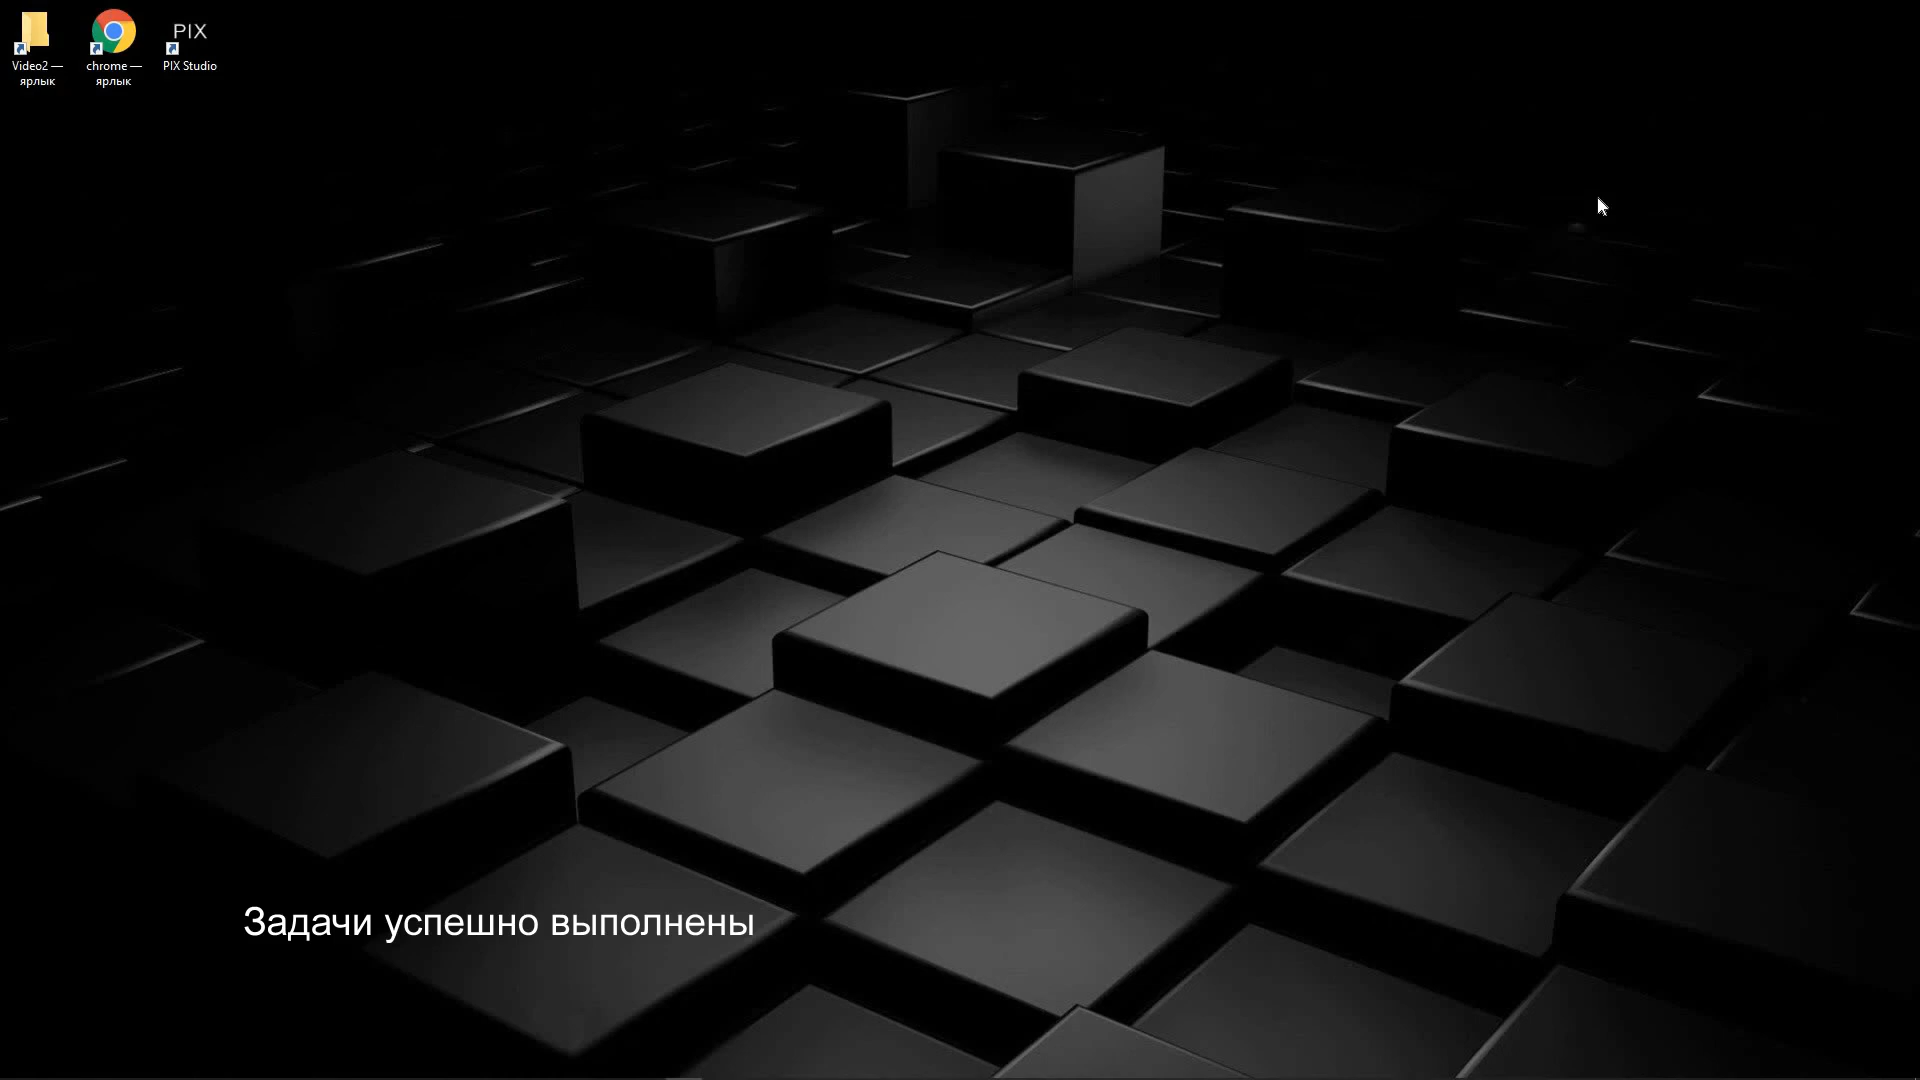 Video2 —
ярлык
chrome —
ярлык
PIX
PIX Studio
Задачи успешно выполнены